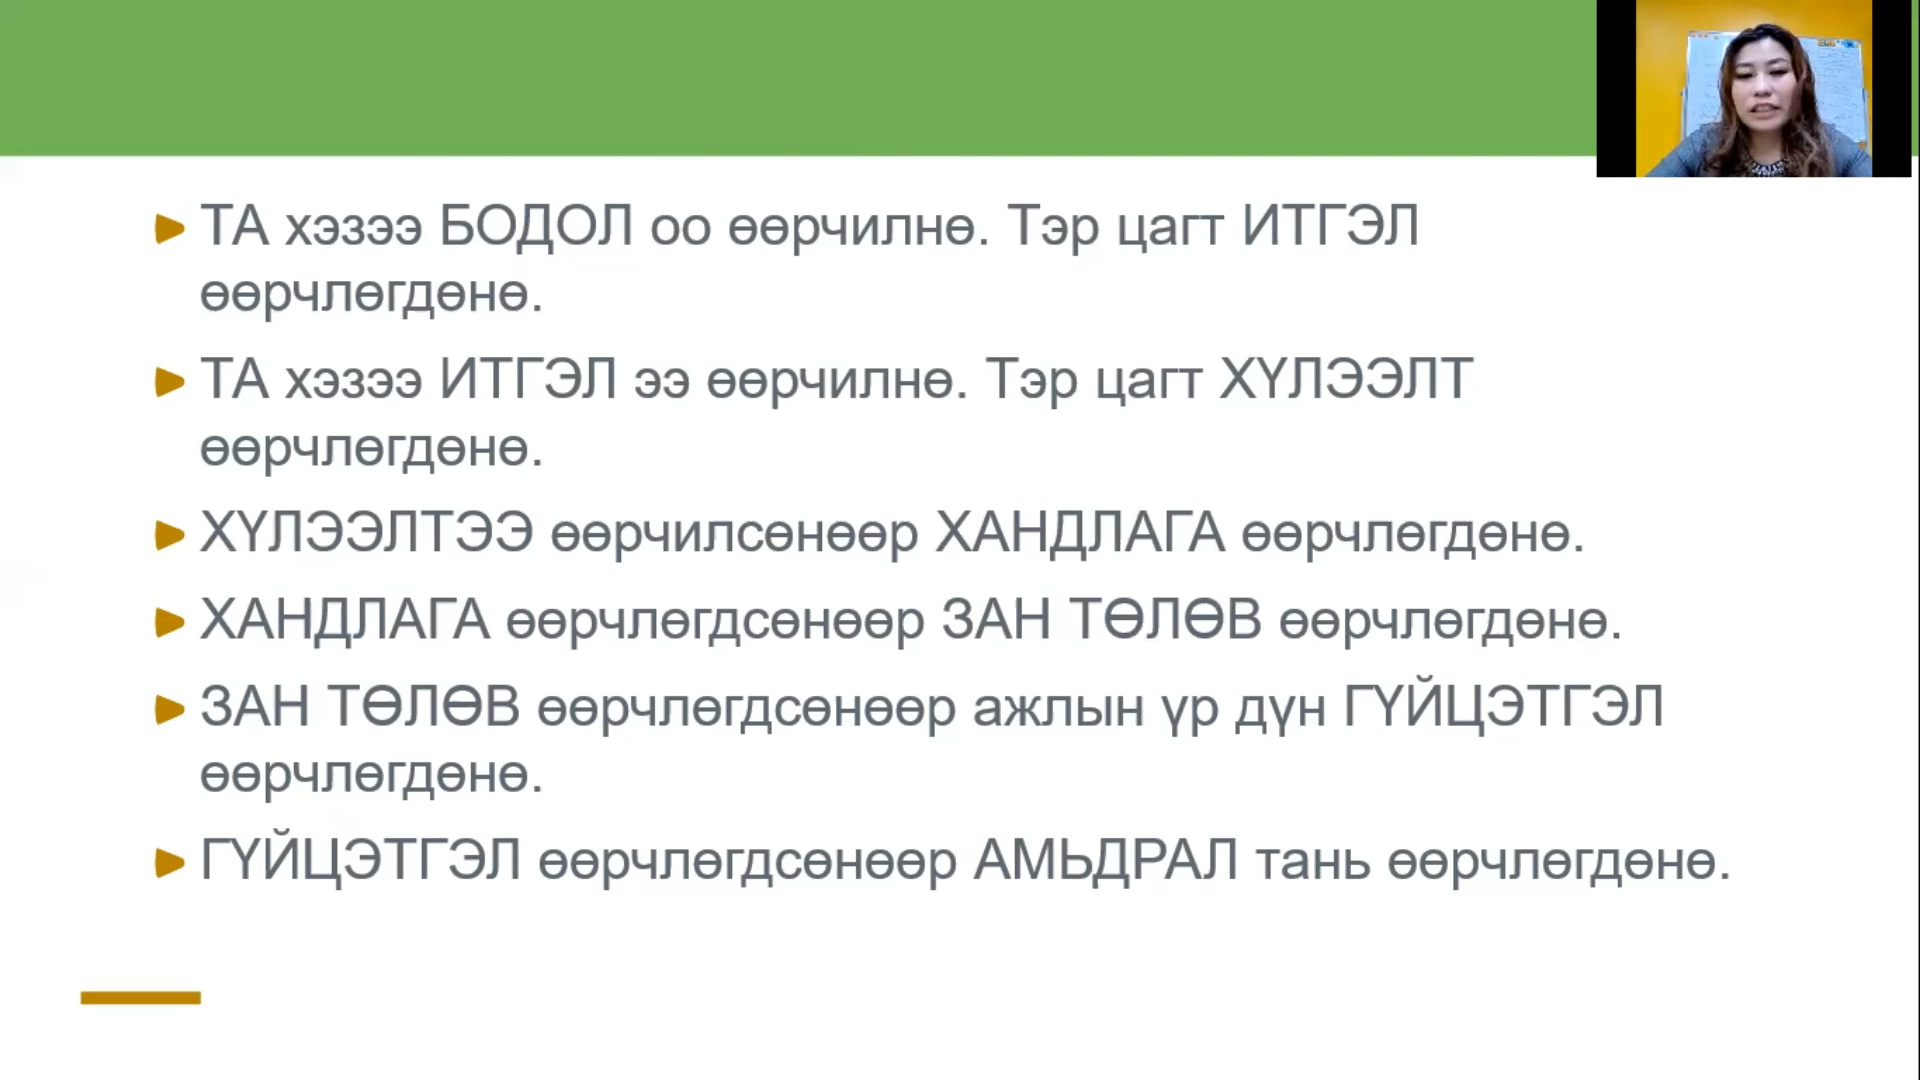 ТА хэзээ БОДОЛ оо өөрчилнө. Тэр цагт ИТГЭЛ
өөрчлөгдөнө.
ТА хэзээ ИТГЭЛ ээ өөрчилнө. Тэр цагт ХҮЛЭЭЛТ
өөрчлөгдөнө.
ХҮЛЭЭЛТЭЭ өөрчилсөнөөр ХАНДЛАГА өөрчлөгдөнө.
ХАНДЛАГА өөрчлөгдсөнөөр ЗАН ТӨЛӨВ өөрчлөгдөнө.
ЗАН ТӨЛӨВ өөрчлөгдсөнөөр ажлын үр дүн ГҮЙЦЭТГЭЛ
өөрчлөгдөнө.
ГҮЙЦЭТГЭЛ өөрчлөгдсөнөөр АМЬДРАЛ тань өөрчлөгдөнө.